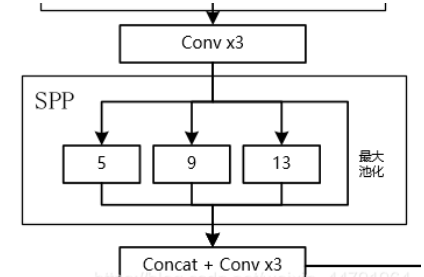 Conv x3
SPP
5
9
13
最大
池化
Concat + Conv x3